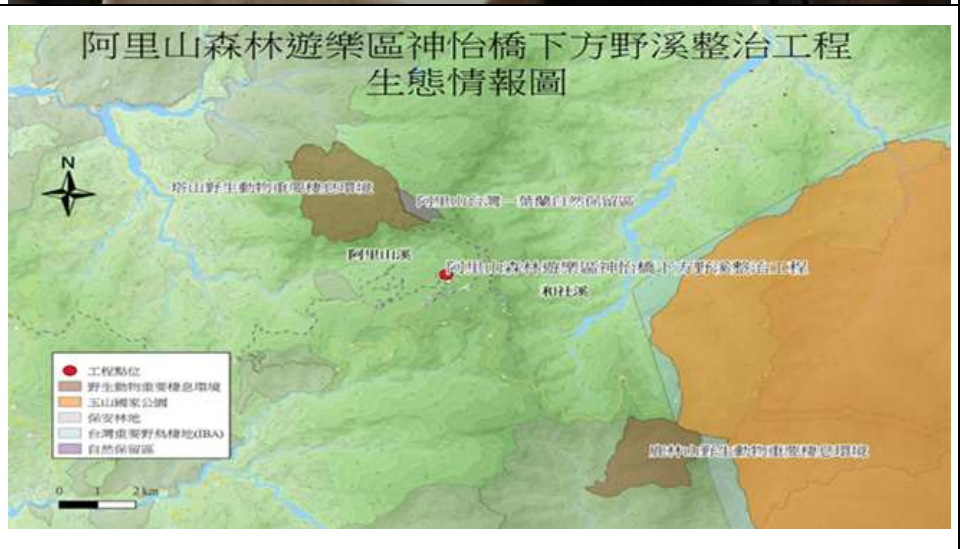 阿里山森林遊樂區神怡橋下方野溪整治工程
生態情報圖
N
塔山野生動物重要棲息環境
阿里山台灣一葉蘭自然保留區
阿里山溪
阿里山森林遊樂區神怡橋下方野溪整治工程
和社溪
工程點位
野生動物重要棲息環境
玉山國家公園
保安林地
台灣重要野鳥棲地(IBA)
自然保留區
鹿林山野生動物重要棲息環境
0 1 2 km